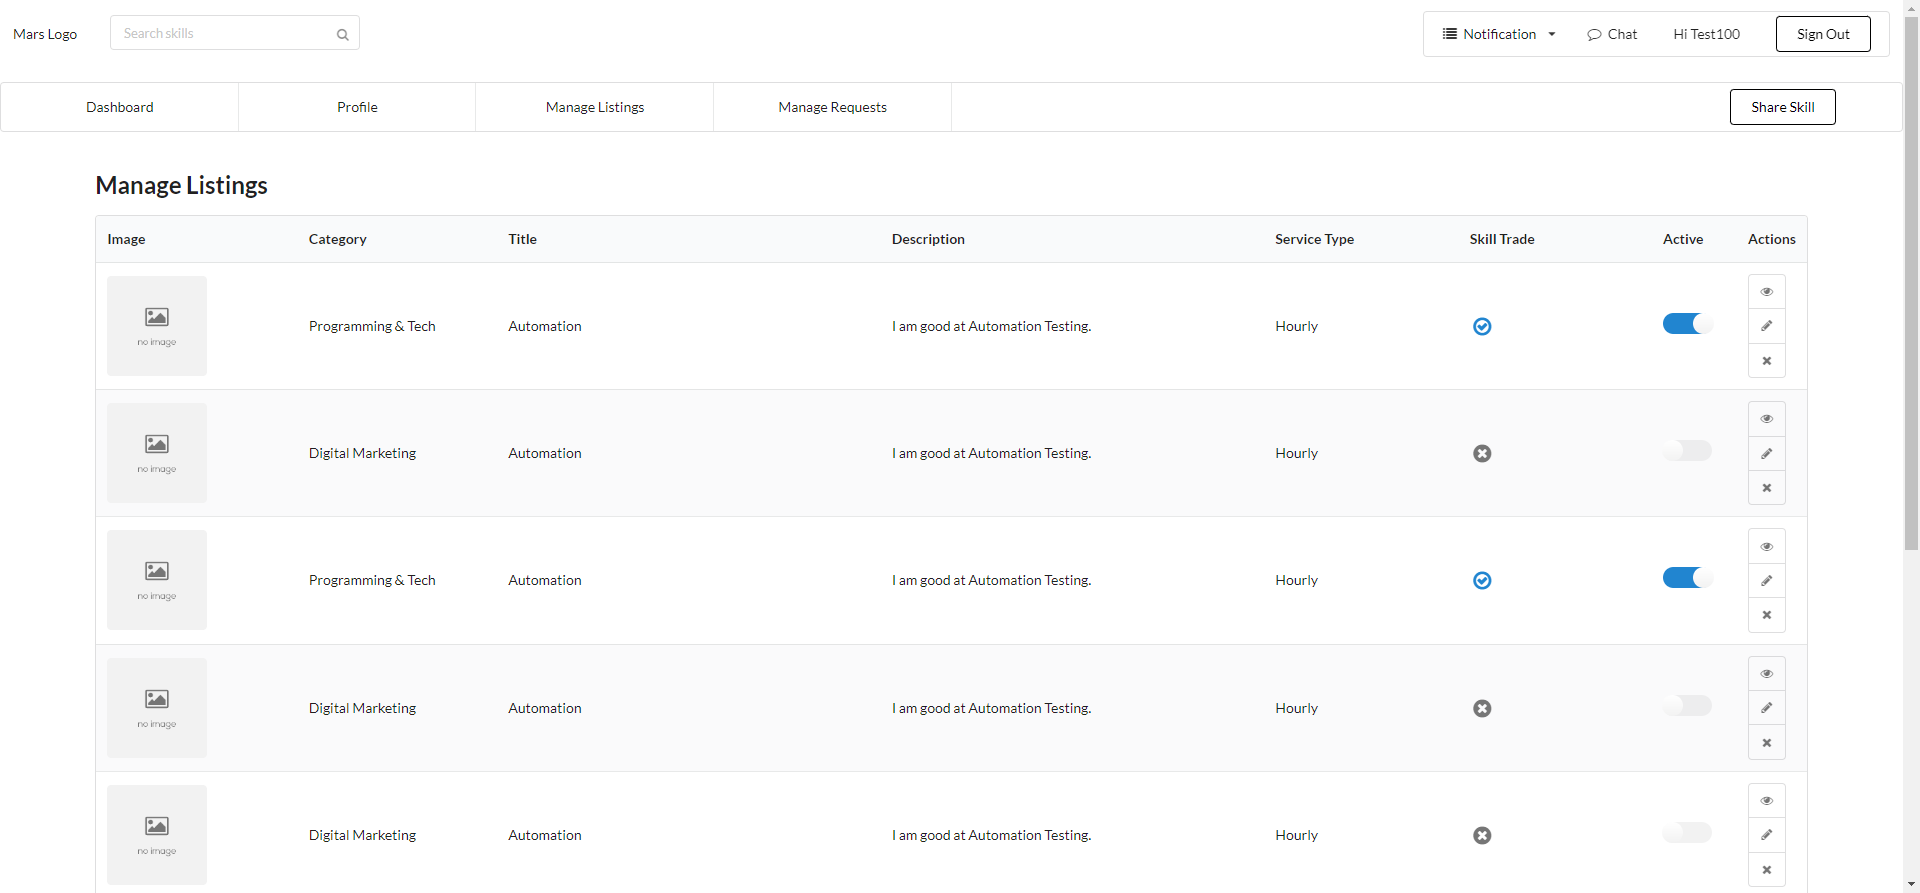 Mars Logo
Search skills
Notification
Chat
Hi Test100
Sign Out
Dashboard
Profile
Manage Listings
Manage Requests
Share Skill
Manage Listings
Image Category Title Description Service Type Skill Trade Active Actions
no image
Programming & Tech Automation I am good at Automation Testing. Hourly
no image
Digital Marketing Automation I am good at Automation Testing. Hourly
no image
Programming & Tech Automation I am good at Automation Testing. Hourly
no image
Digital Marketing Automation I am good at Automation Testing. Hourly
no image
Digital Marketing Automation I am good at Automation Testing. Hourly